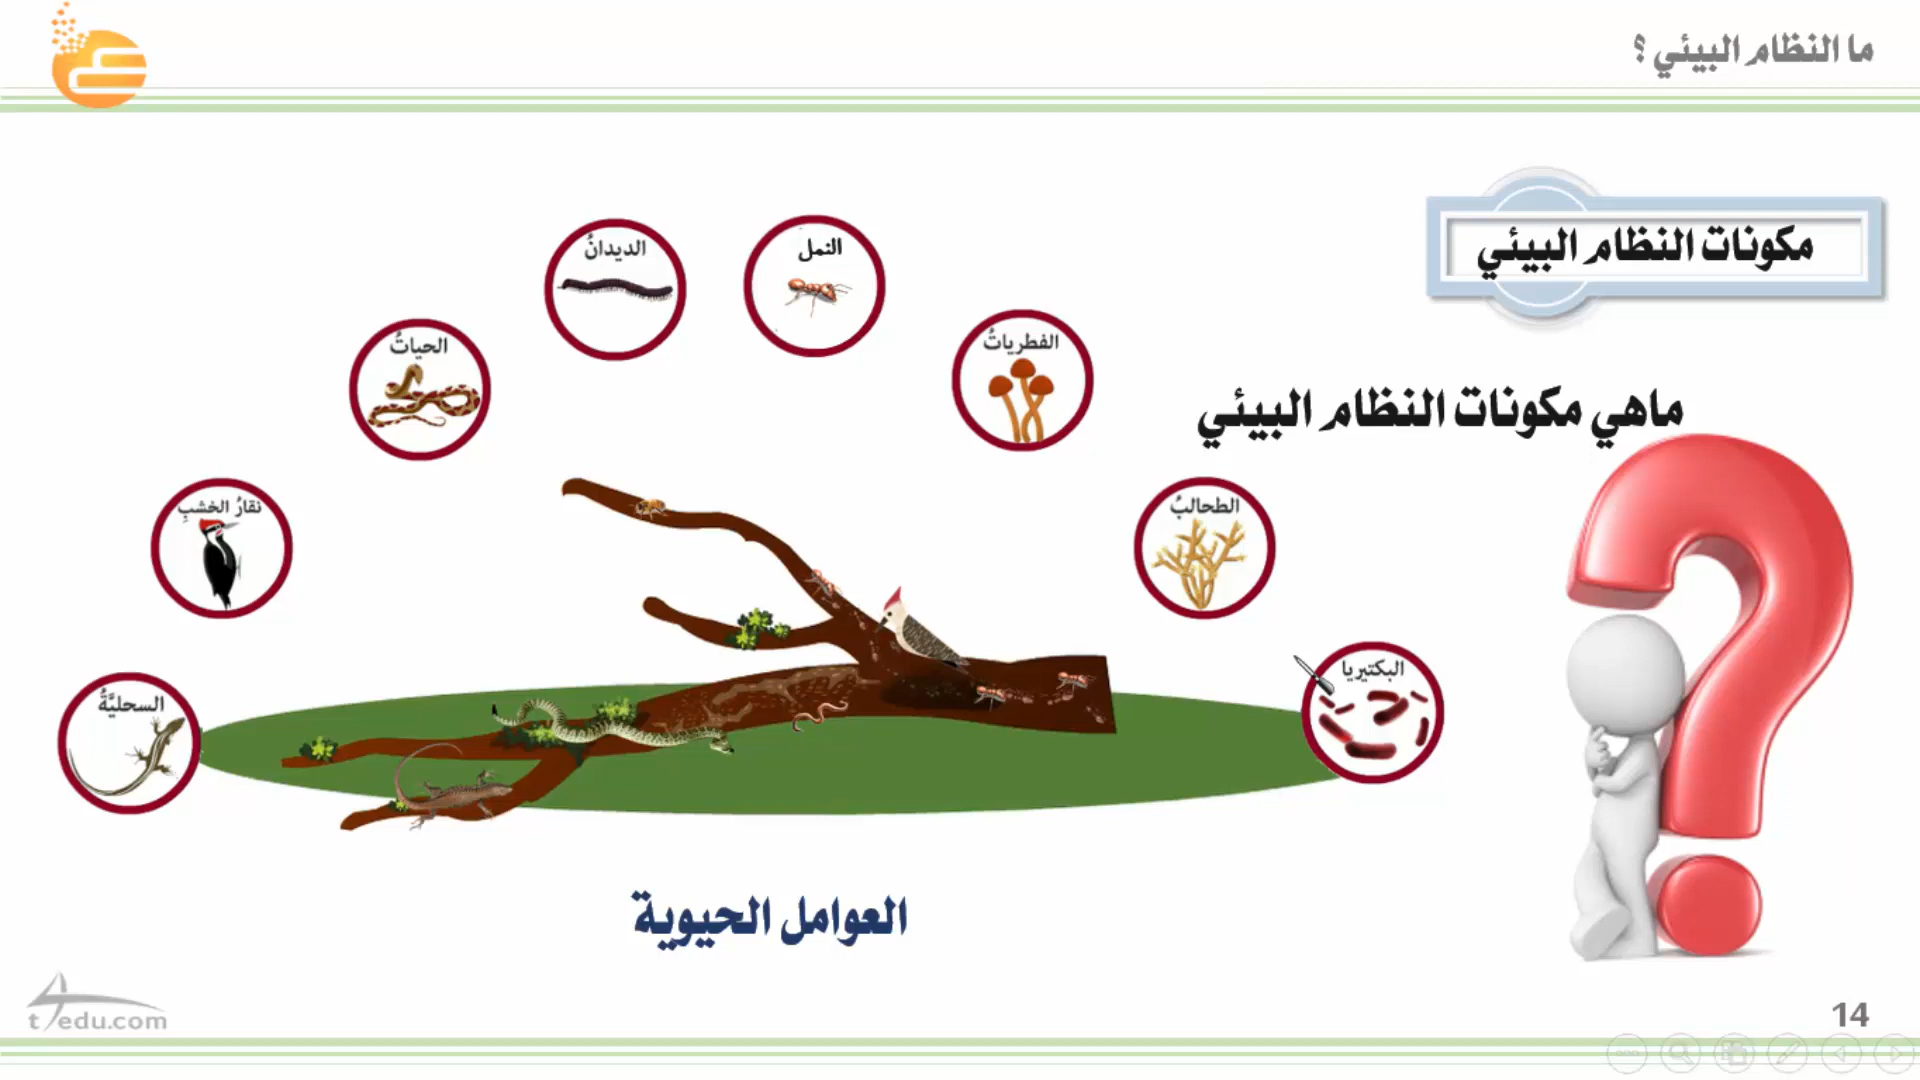 ما النظام البيئي ؟
مكونات النظام البيئي
ماهي مكونات النظام البيئي
البكتيريا
الطحالبُ
الفطرياتُ
النمل
الديدانُ
الحياتُ
نقارُ الخشبِ
السحليَّةُ
العوامل الحيوية
t4edu.com
14